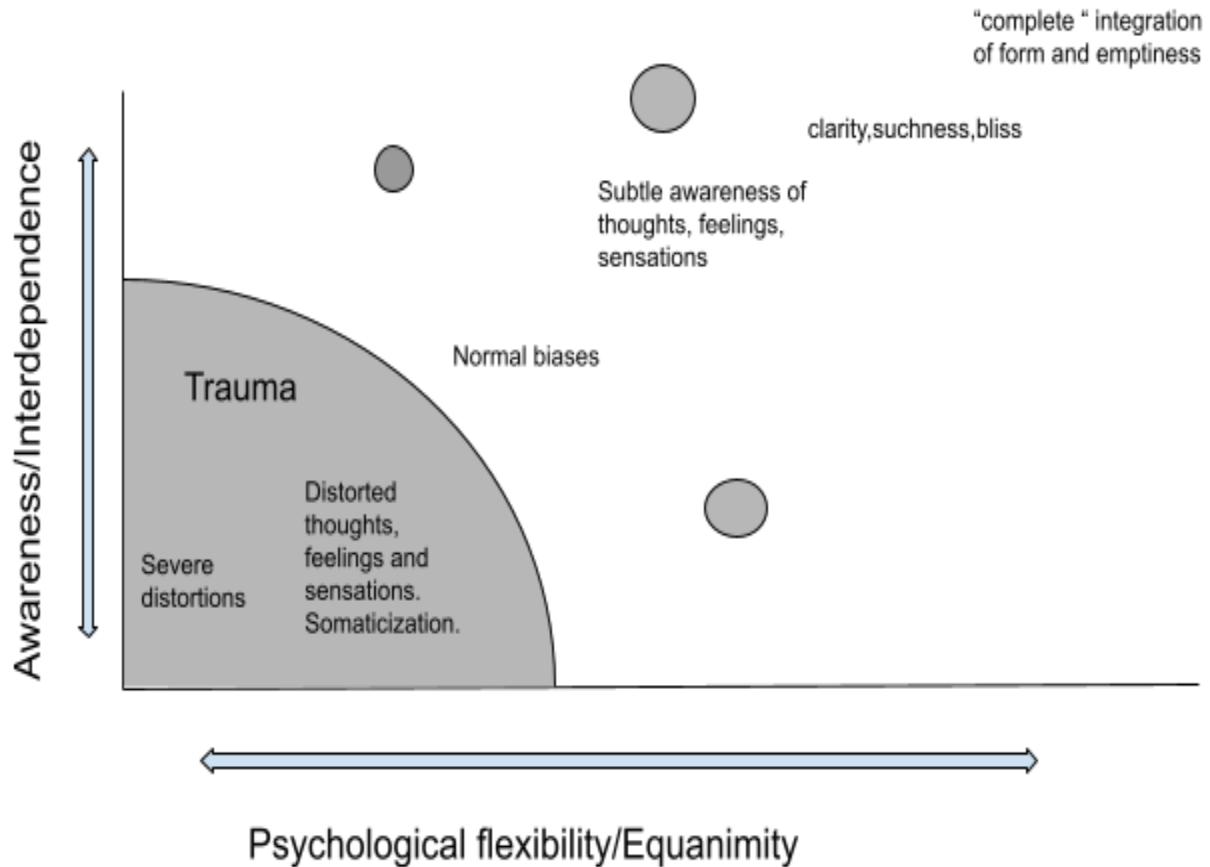 “complete “ integration
of form and emptiness
clarity,suchness,bliss
Subtle awareness of
thoughts, feelings,
sensations
Normal biases
Trauma
Distorted
thoughts,
feelings and
sensations.
Somaticization.
Severe
distortions
Awareness/Interdependence
Psychological flexibility/Equanimity